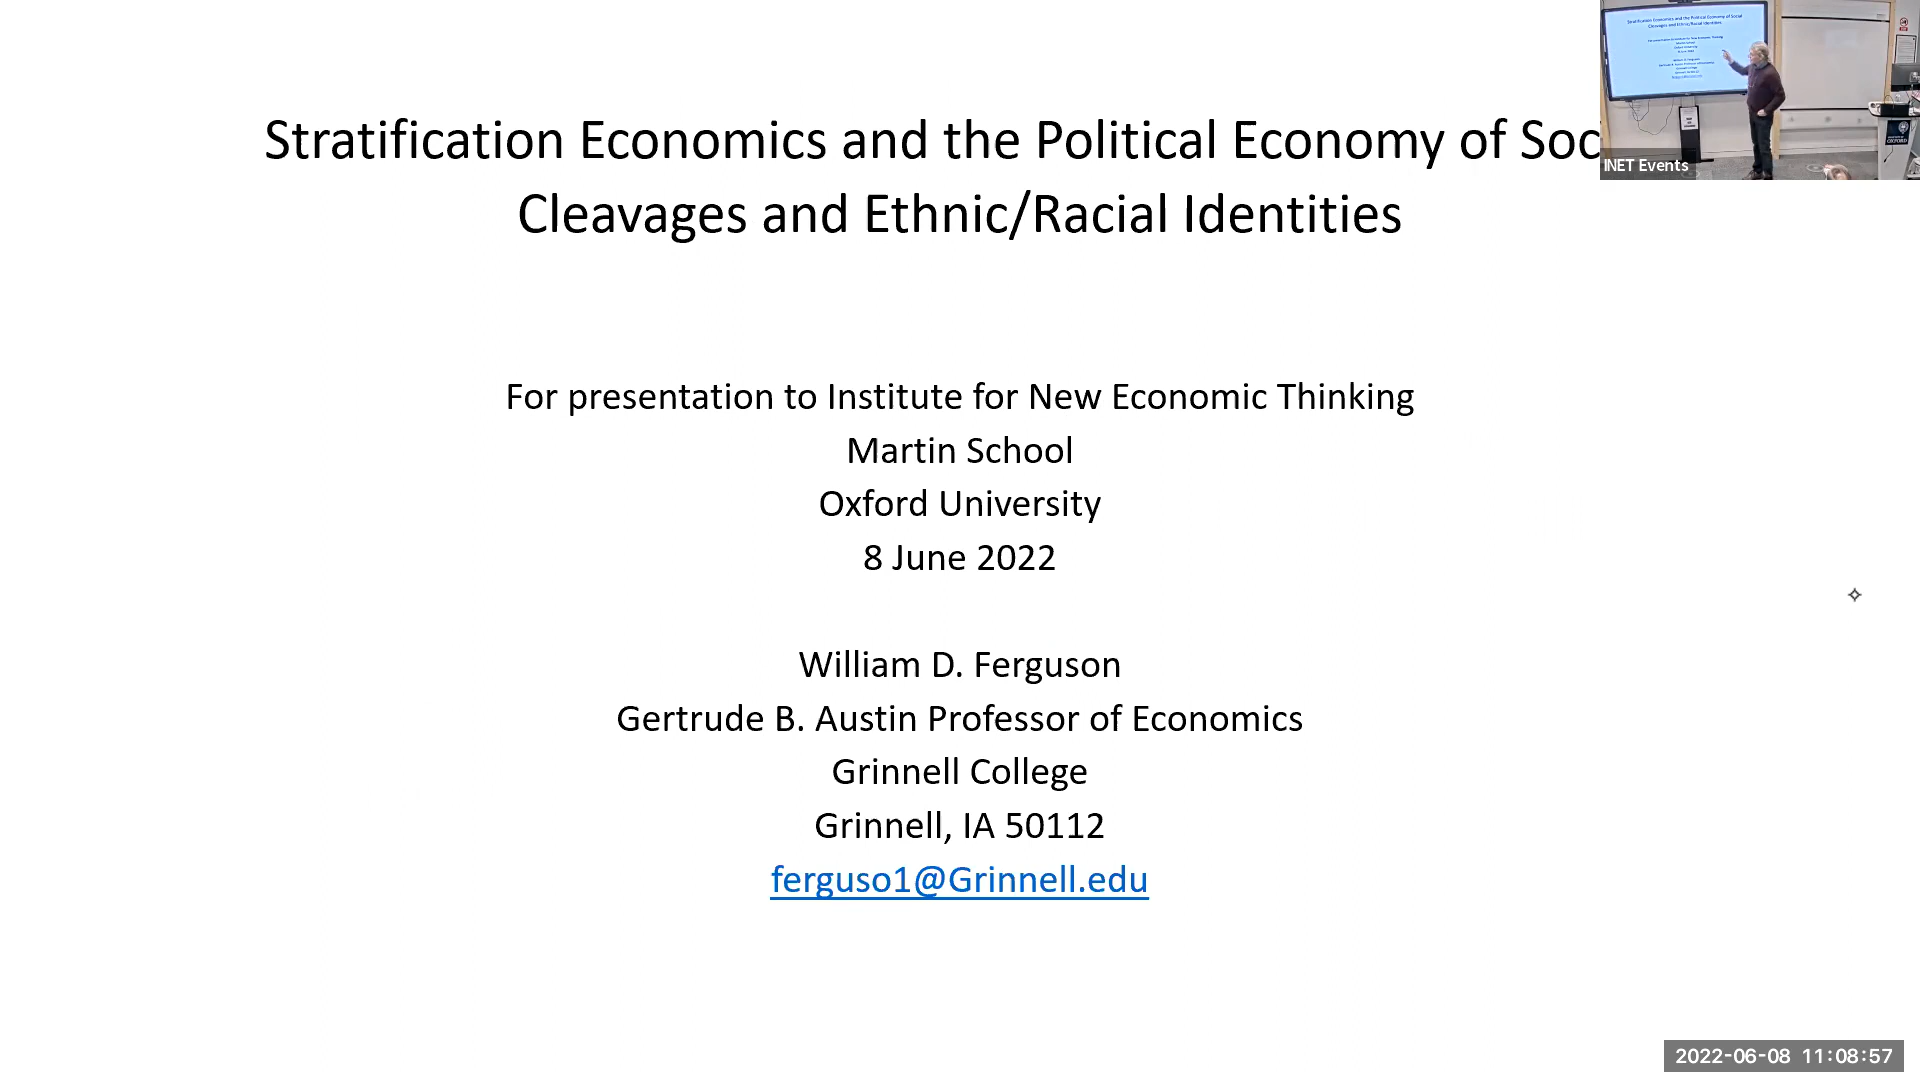 Stratification Economics and the Political Economy of Soc
Cleavages and Ethnic/Racial Identities
INET Events
For presentation to Institute for New Economic Thinking
Martin School
Oxford University
8 June 2022
William D. Ferguson
Gertrude B. Austin Professor of Economics
Grinnell College
Grinnell, IA 50112
ferguso1@Grinnell.edu
2022-06-08 11:08:57